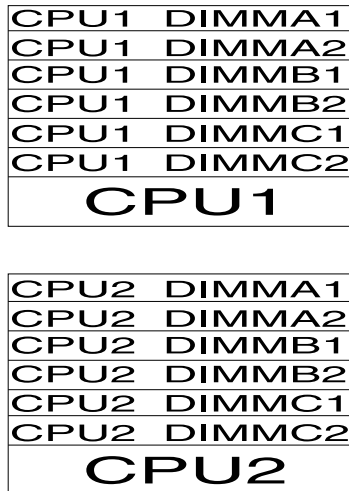 CPU1 DIMMA1
CPU1 DIMMA2
CPU1 DIMMB1
CPU1 DIMMB2
CPU1 DIMMC1
CPU1 DIMMC2
CPU1
CPU2 DIMMA1
CPU2 DIMMA2
CPU2 DIMMB1
CPU2 DIMMB2
CPU2 DIMMC1
CPU2 DIMMC2
CPU2